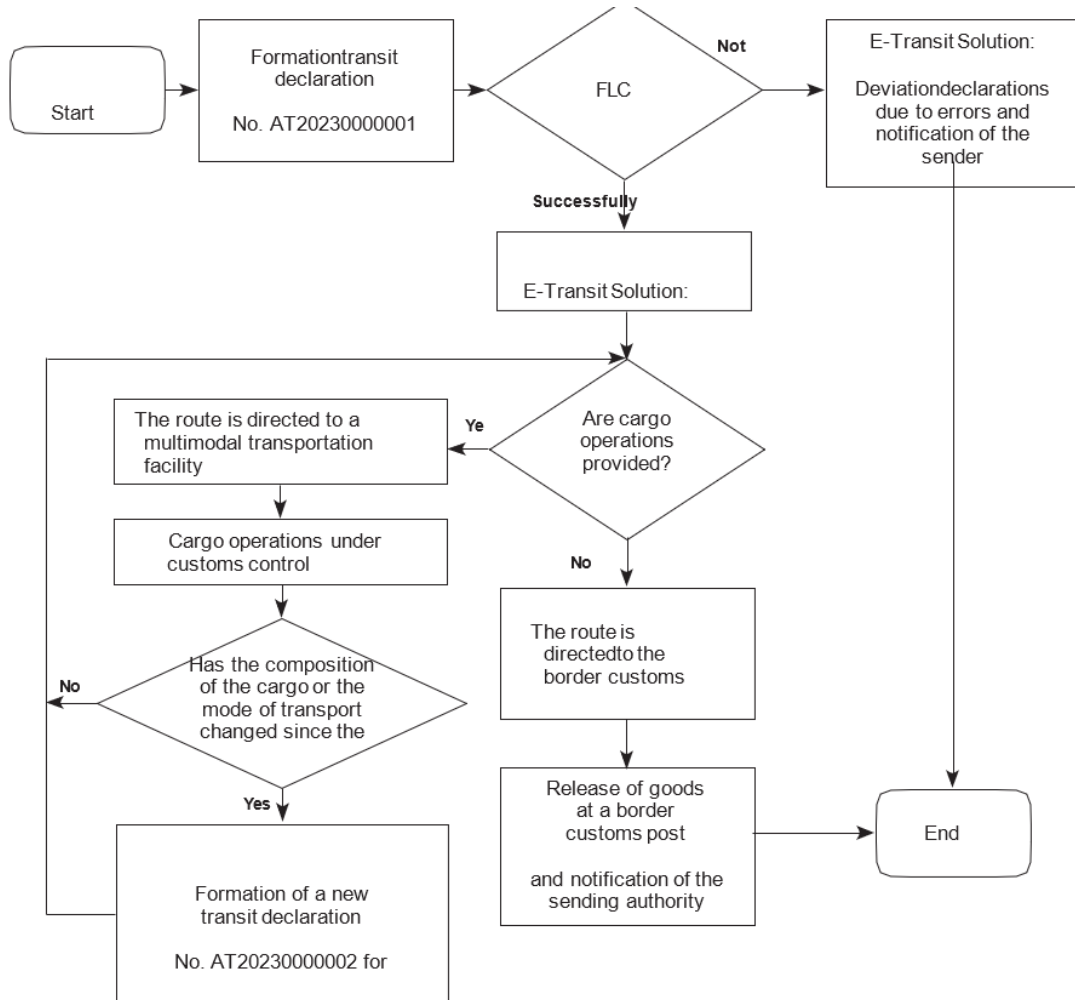 Start
Formationtransit
declaration
No. AT20230000001
FLC
Not
E-Transit Solution:
Deviationdeclarations
due to errors and
notification of the
sender
Successfully
E-Transit Solution:
Are cargo
operations
provided?
Ye
The route is directed to a
multimodal transportation
facility
Cargo operations under
customs control
Has the composition
of the cargo or the
mode of transport
changed since the
No
Yes
Formation of a new
transit declaration
No. AT20230000002 for
No
The route is
directedto the
border customs
Release of goods
at a border
customs post
and notification of the
sending authority
End